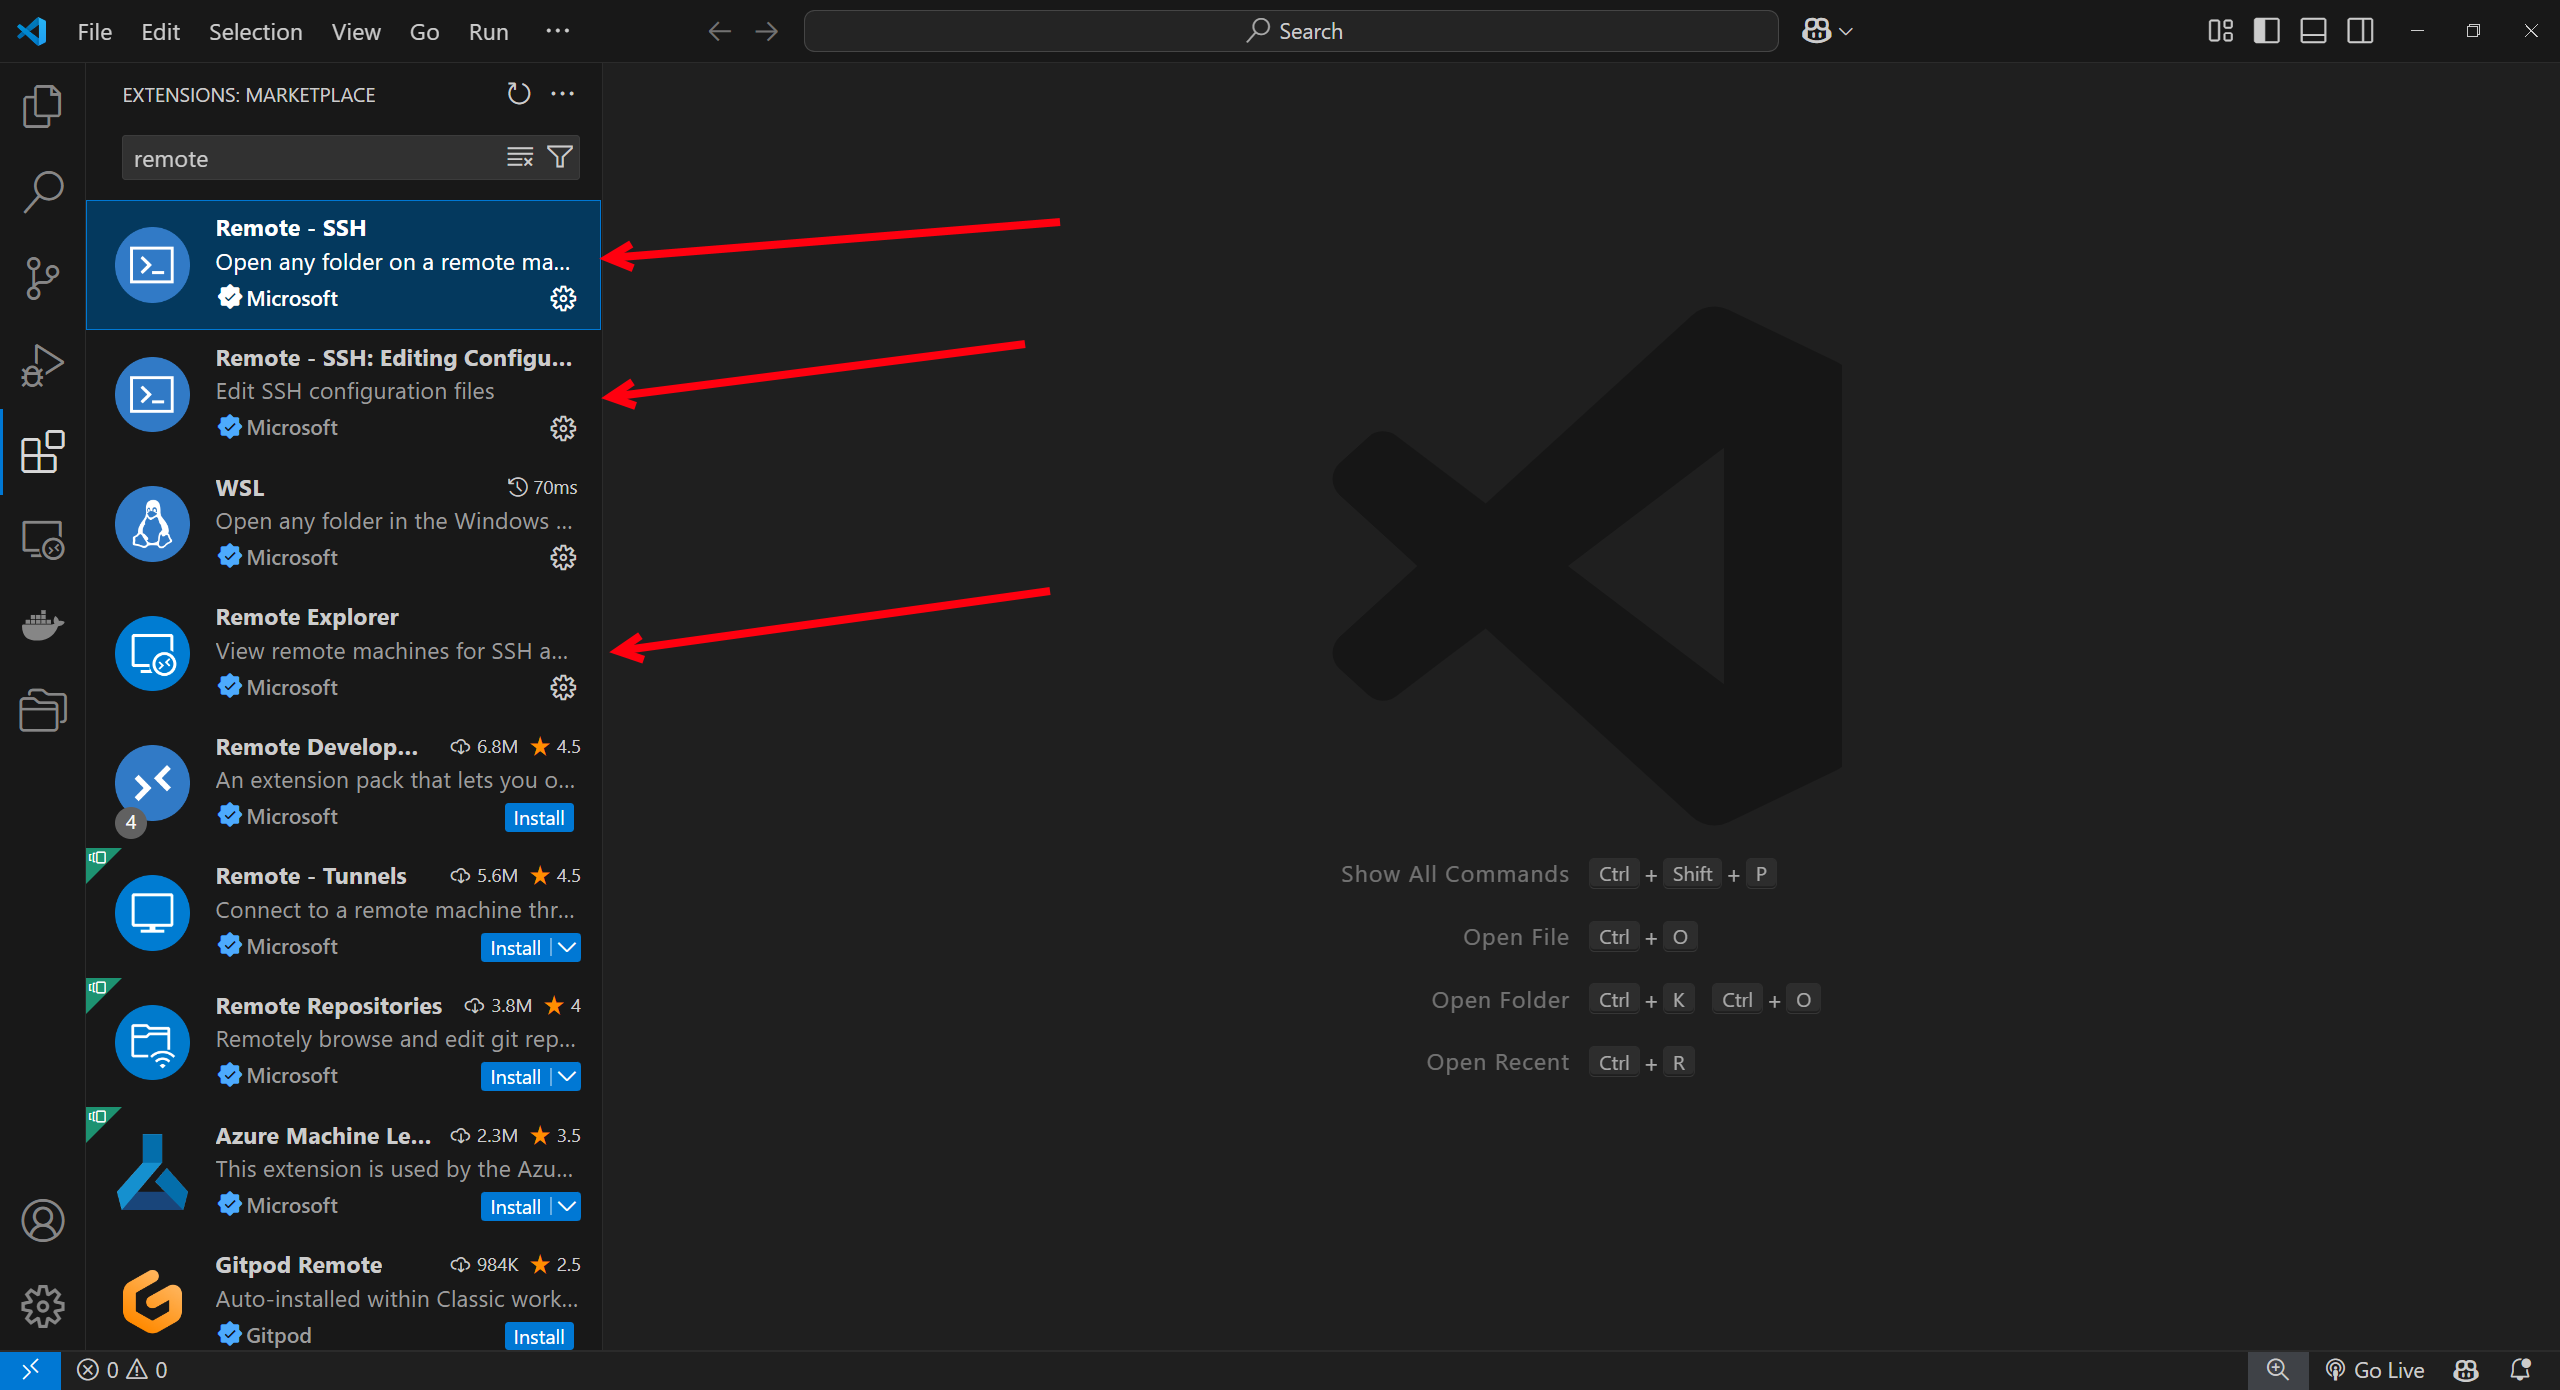 File Edit Selection View Go Run ···
Search
EXTENSIONS: MARKETPLACE
remote
Remote - SSH
Open any folder on a remote ma...
Microsoft
Remote - SSH: Editing Configu...
Edit SSH configuration files
Microsoft
WSL 70ms
Open any folder in the Windows ...
Microsoft
Remote Explorer
View remote machines for SSH a...
Microsoft
Remote Develop... 6.8M ★ 4.5
An extension pack that lets you o...
4 Microsoft Install
Remote - Tunnels 5.6M ★ 4.5
Connect to a remote machine thr...
Microsoft Install
Remote Repositories 3.8M ★ 4
Remotely browse and edit git rep...
Microsoft Install
Azure Machine Le... 2.3M ★ 3.5
This extension is used by the Azu...
Microsoft Install
Gitpod Remote 984K ★ 2.5
Auto-installed within Classic work...
Gitpod Install
Show All Commands Ctrl + Shift + P
Open File Ctrl + O
Open Folder Ctrl + K Ctrl + O
Open Recent Ctrl + R
0 0 Go Live